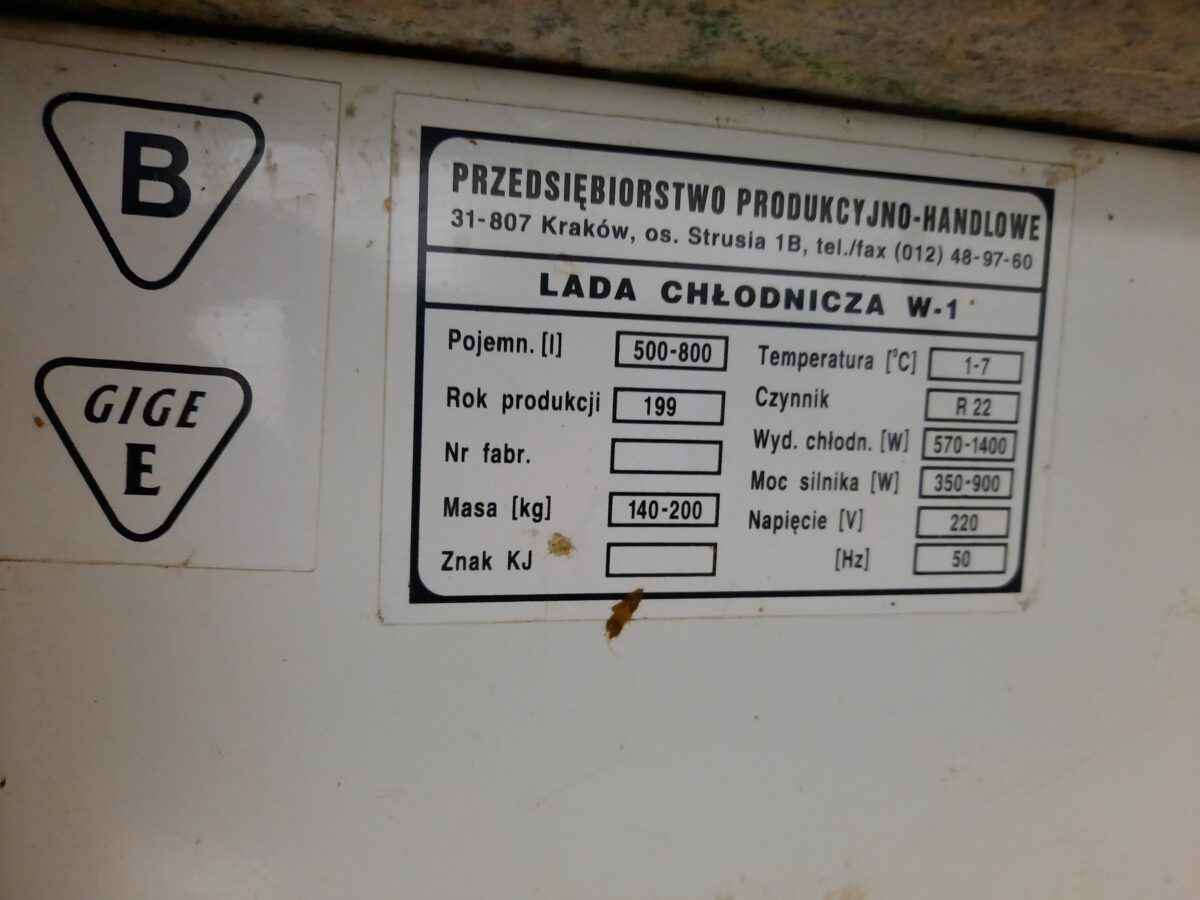 B
GIGE
E
PRZEDSIĘBIORSTWO PRODUKCYJNO-HANDLOWE
31-807 Kraków, os. Strusia 1B, tel./fax (012) 48-97-60
LADA CHŁODNICZA W-1
Pojemn. [l] 500-800
Rok produkcji 199
Nr fabr.
Masa [kg] 140-200
Znak KJ
Temperatura [°C] 1-7
Czynnik R 22
Wyd. chłodn. [W] 570-1400
Moc silnika [W] 350-900
Napięcie [V] 220
[Hz] 50